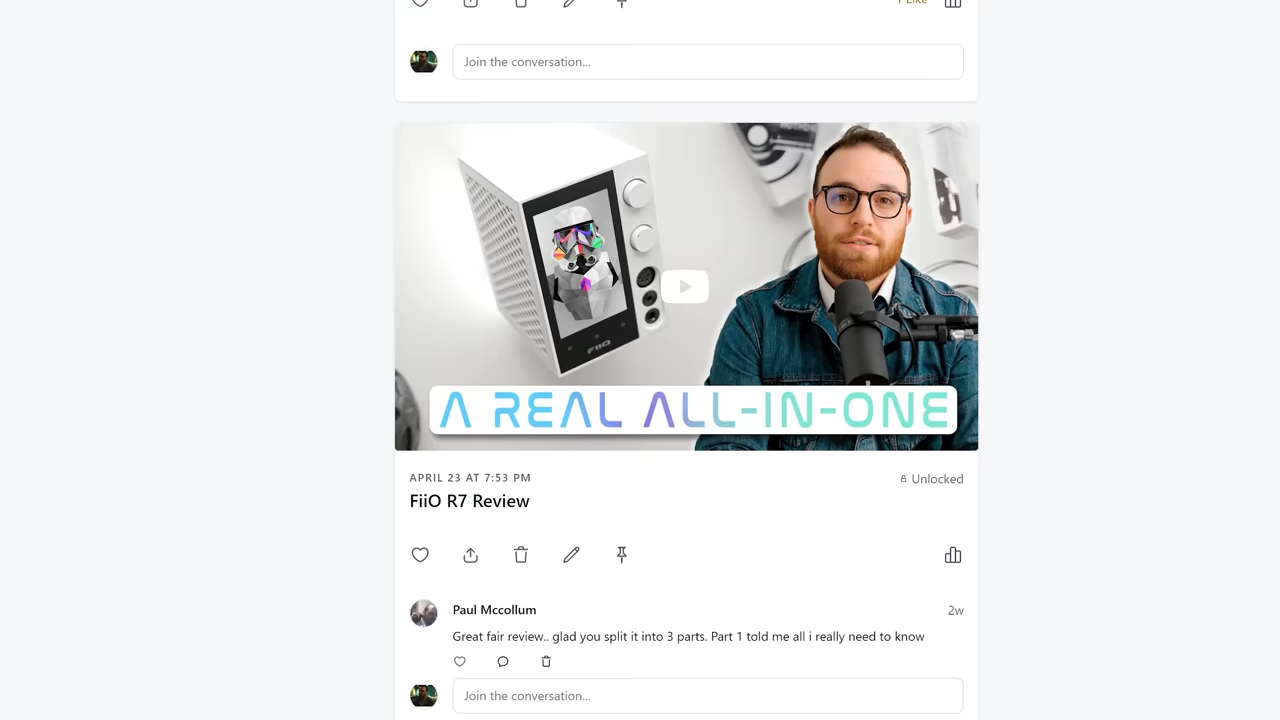 1 Like
Join the conversation...
FiiO
A REAL ALL-IN-ONE
APRIL 23 AT 7:53 PM
Unlocked
FiiO R7 Review
Paul Mccollum
2w
Great fair review.. glad you split it into 3 parts. Part 1 told me all i really need to know
Join the conversation...